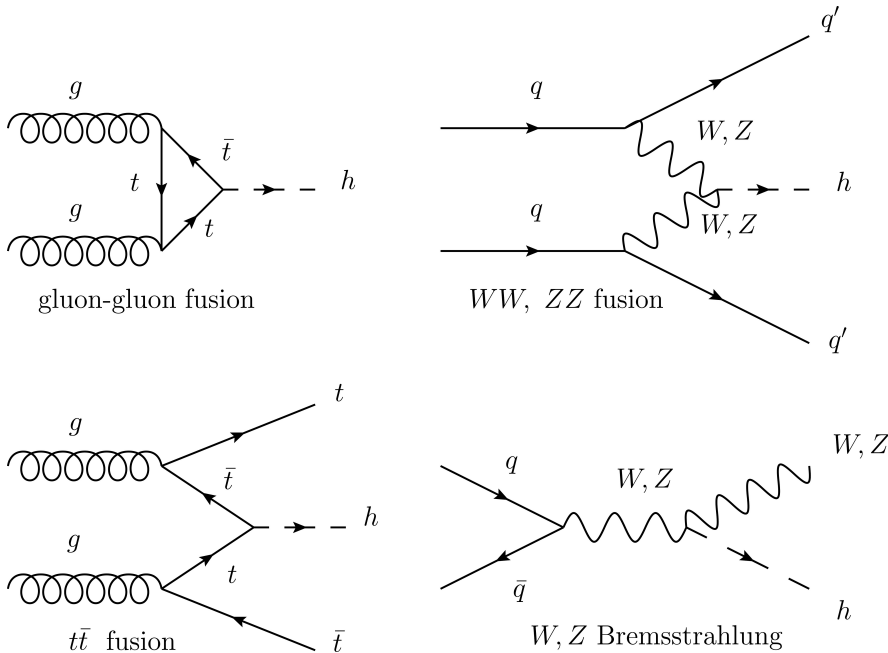 g
t̄
t
h
g
t
gluon-gluon fusion
q
q′
W, Z
h
q
W, Z
WW, ZZ fusion
q′
g
t
t̄
h
g
t
tt̄ fusion
t̄
q
W, Z
W, Z
q̄
h
W, Z Bremsstrahlung